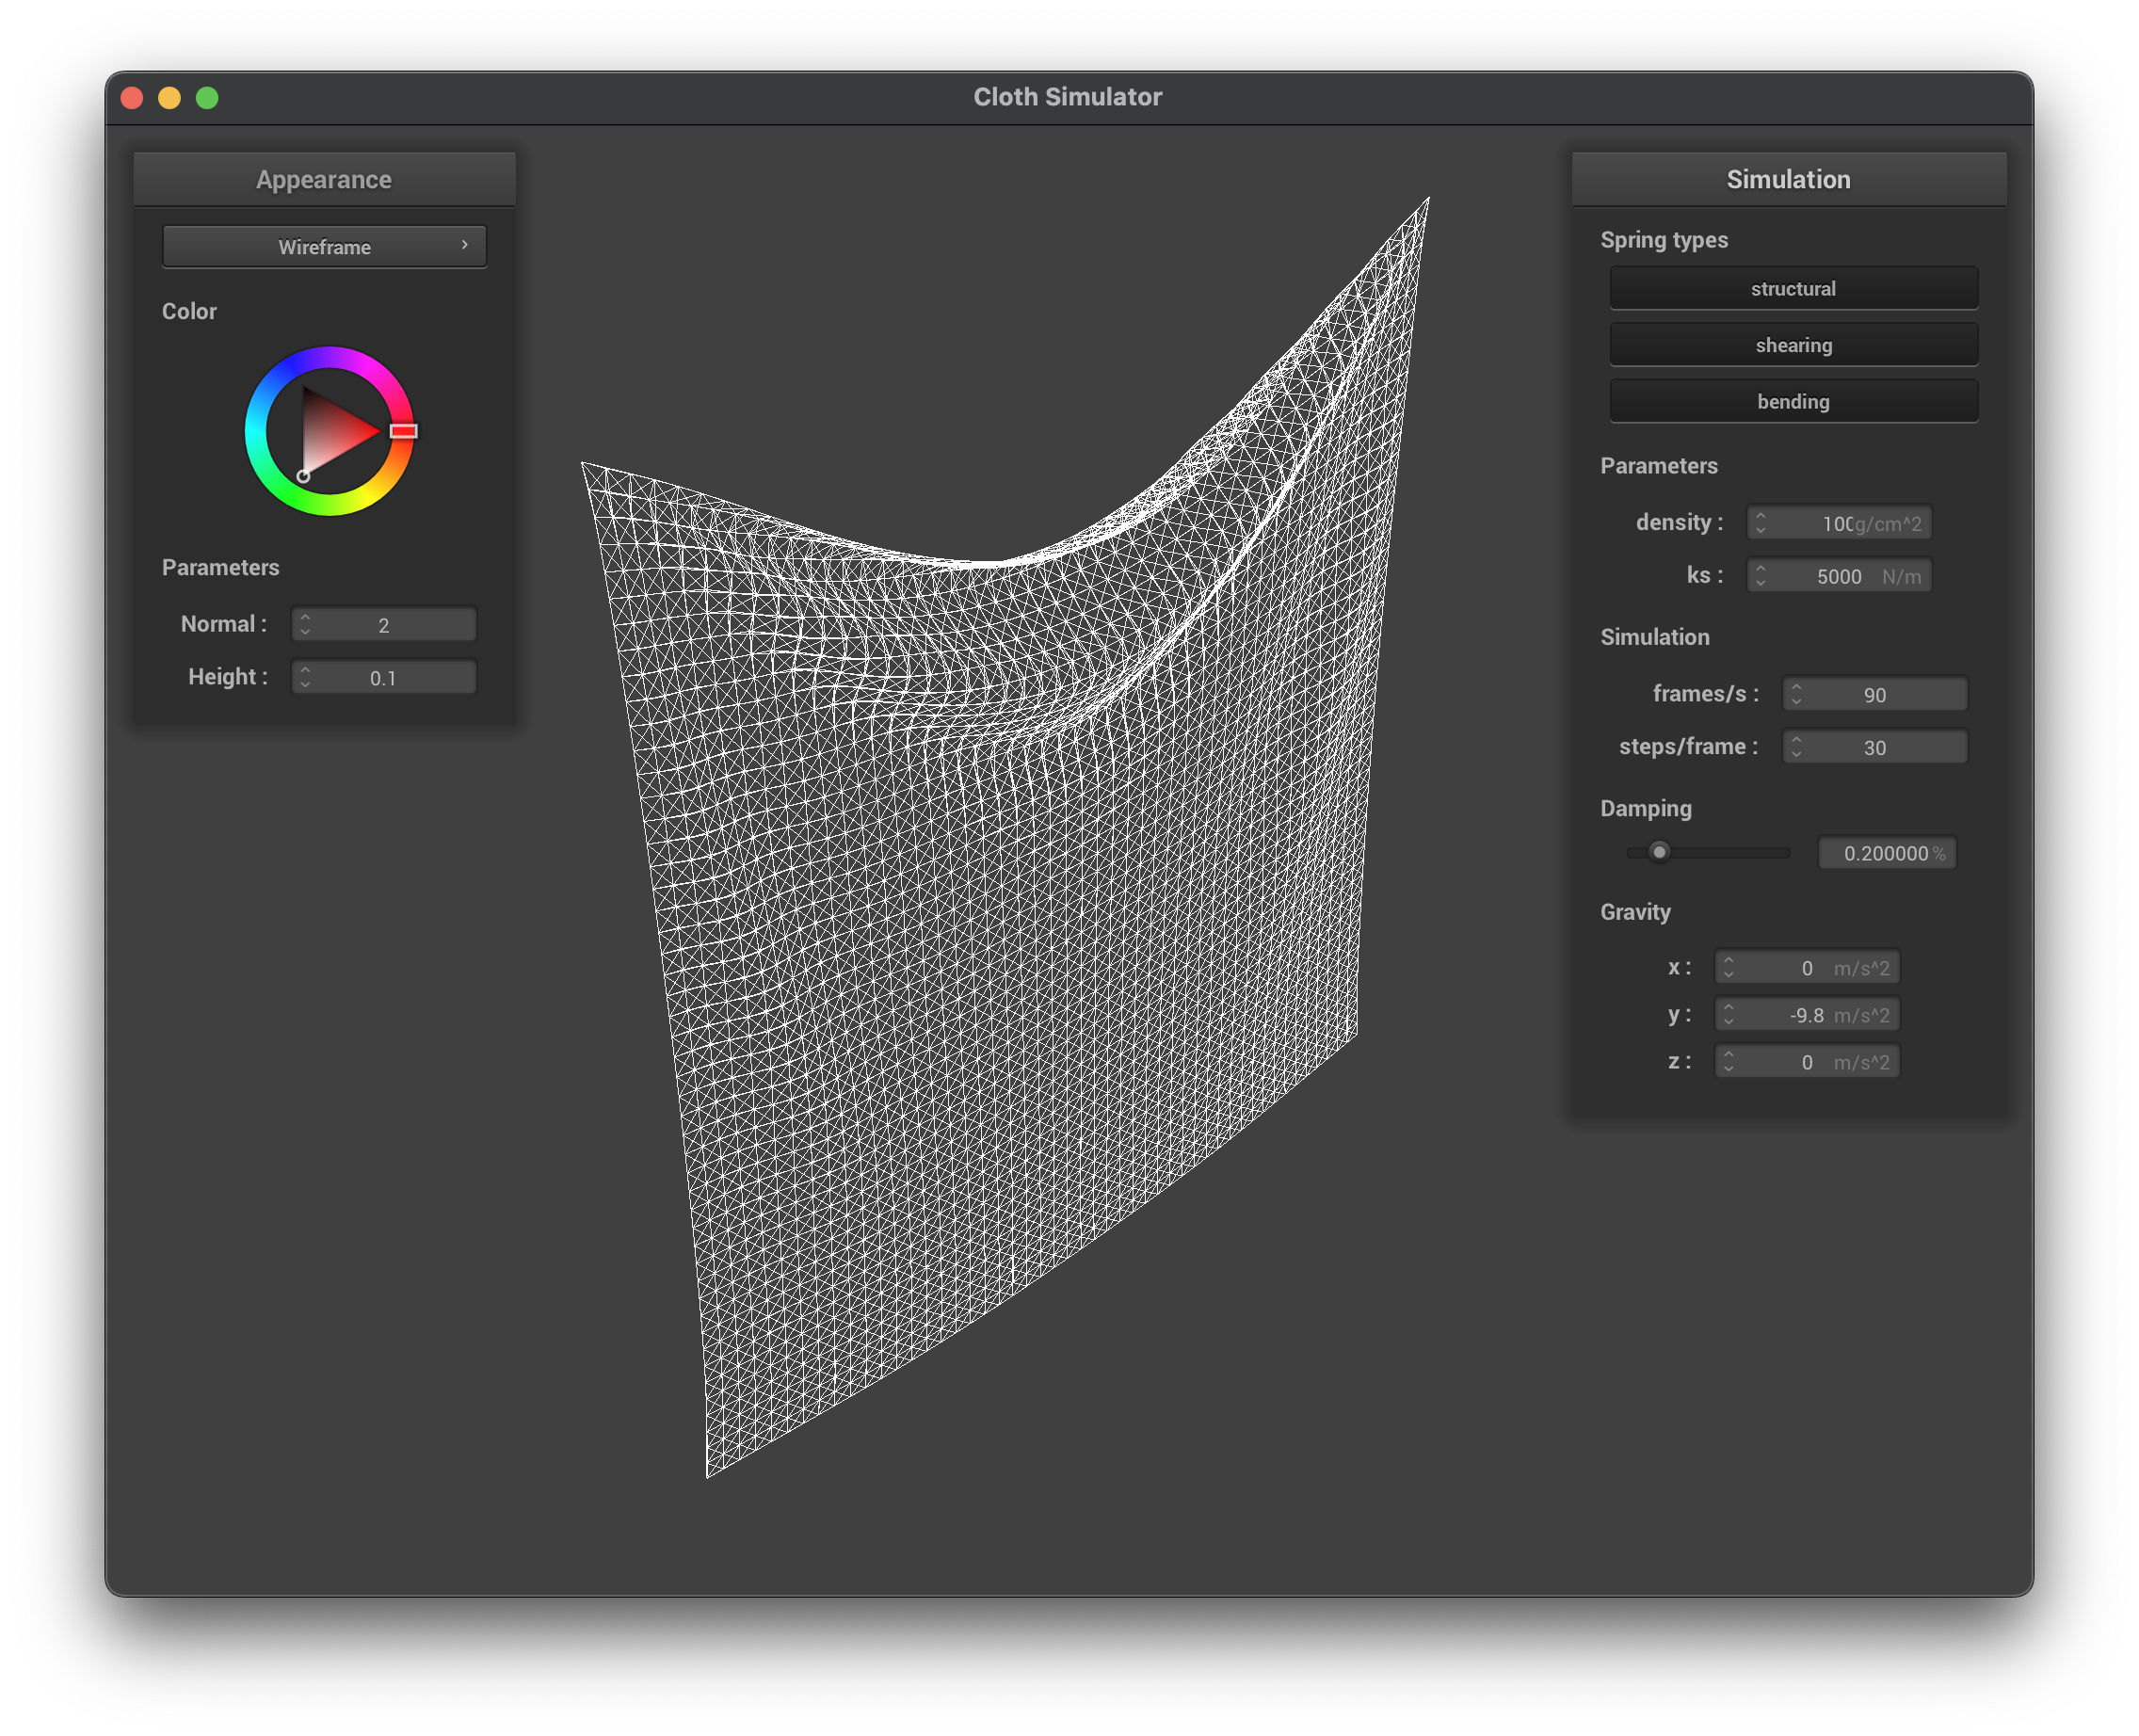 Cloth Simulator
Appearance
Wireframe
Color
Parameters
Normal : 2
Height : 0.1
Simulation
Spring types
structural
shearing
bending
Parameters
density : 100 g/cm^2
ks : 5000 N/m
Simulation
frames/s : 90
steps/frame : 30
Damping
0.200000 %
Gravity
x : 0 m/s^2
y : -9.8 m/s^2
z : 0 m/s^2